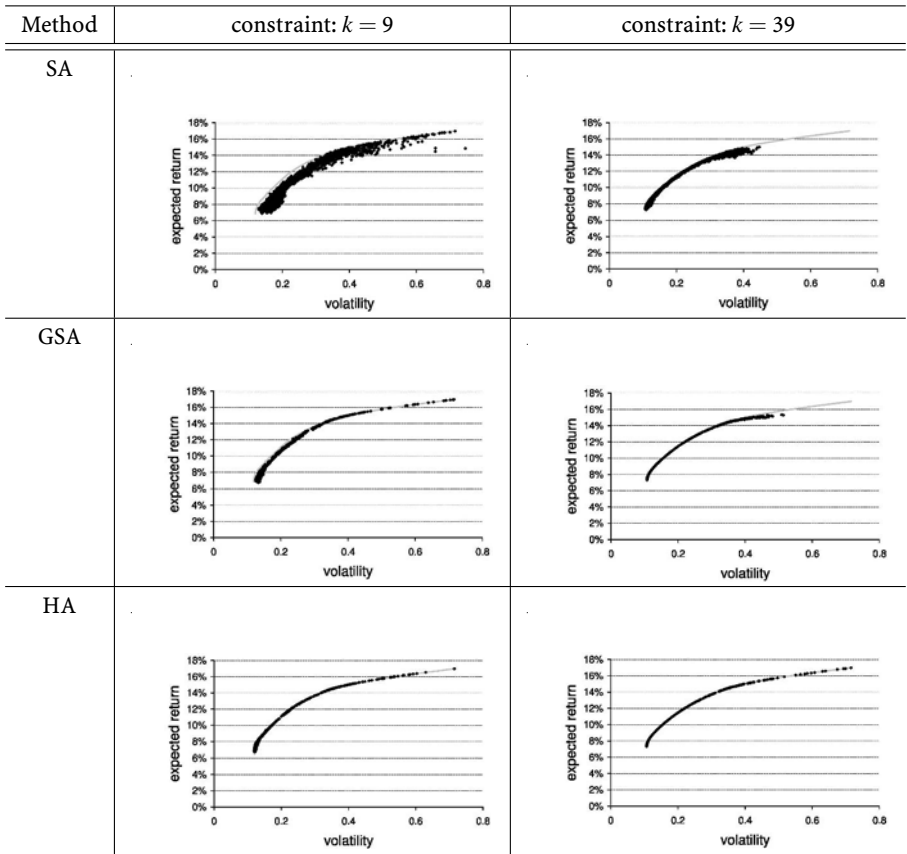 Method constraint: k = 9 constraint: k = 39
SA
18%
16%
14%
12%
10%
8%
6%
4%
2%
0%
expected return
0 0.2 0.4 0.6 0.8
volatility
18%
16%
14%
12%
10%
8%
6%
4%
2%
0%
expected return
0 0.2 0.4 0.6 0.8
volatility
GSA
18%
16%
14%
12%
10%
8%
6%
4%
2%
0%
expected return
0 0.2 0.4 0.6 0.8
volatility
18%
16%
14%
12%
10%
8%
6%
4%
2%
0%
expected return
0 0.2 0.4 0.6 0.8
volatility
HA
18%
16%
14%
12%
10%
8%
6%
4%
2%
0%
expected return
0 0.2 0.4 0.6 0.8
volatility
18%
16%
14%
12%
10%
8%
6%
4%
2%
0%
expected return
0 0.2 0.4 0.6 0.8
volatility